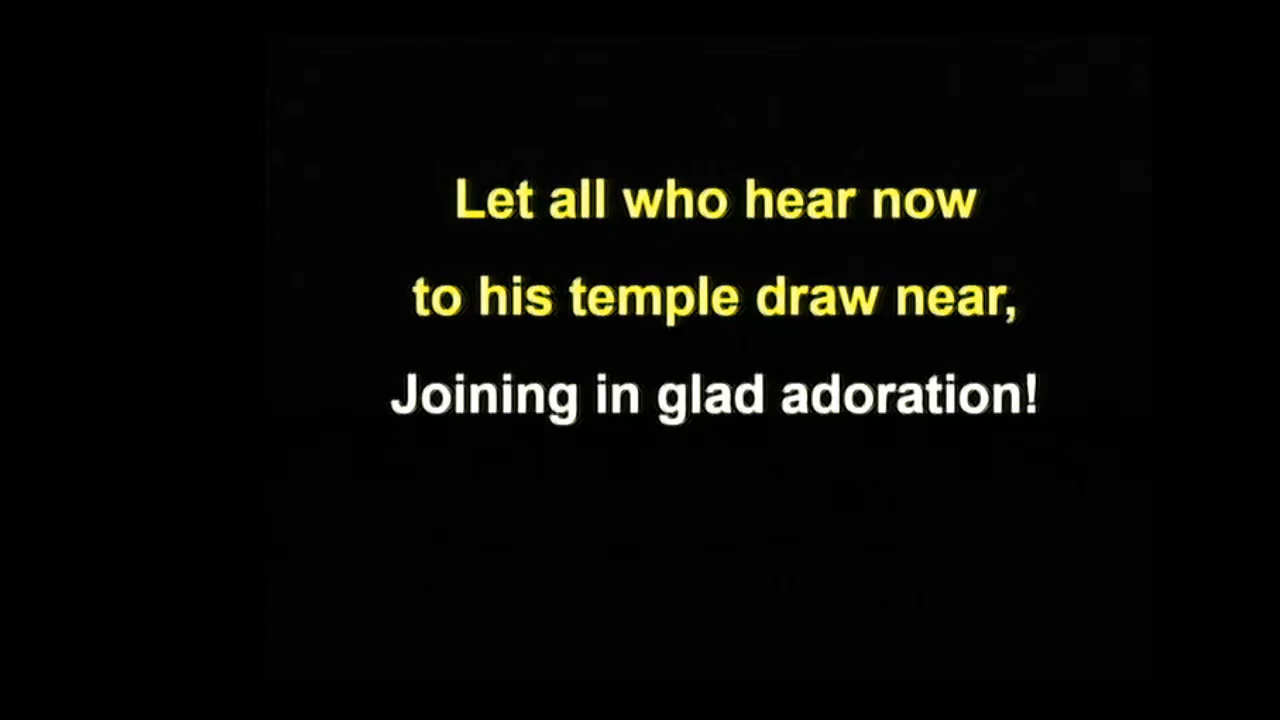 Let all who hear now
to his temple draw near,
Joining in glad adoration!